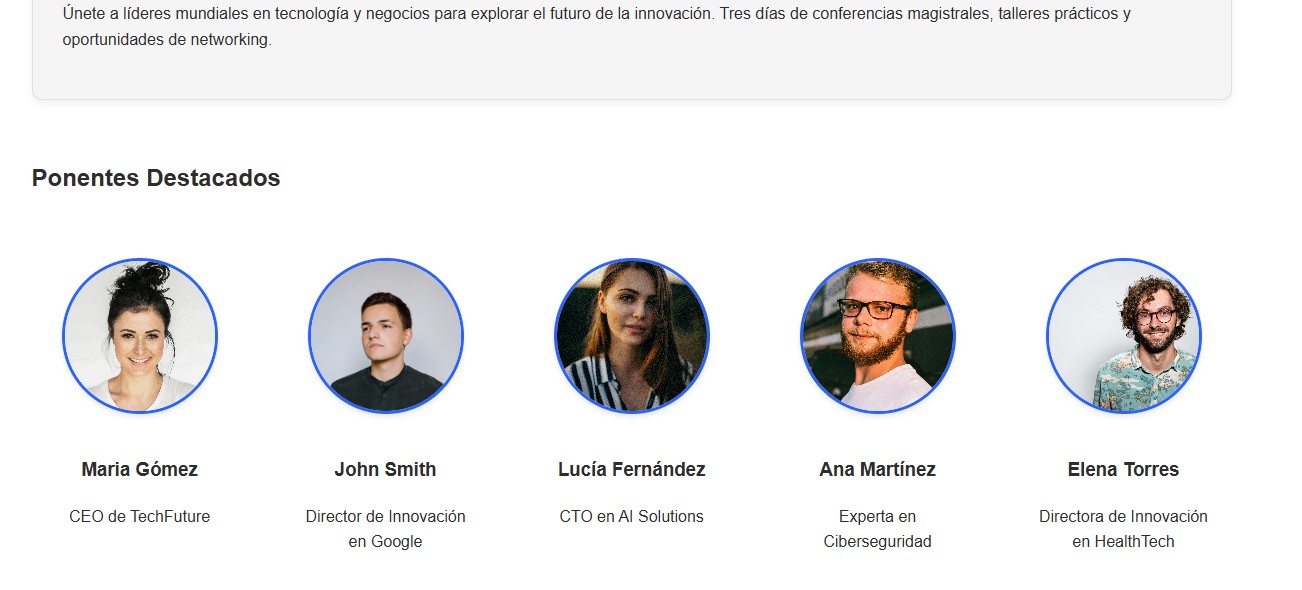 Únete a líderes mundiales en tecnología y negocios para explorar el futuro de la innovación. Tres días de conferencias magistrales, talleres prácticos y
oportunidades de networking.
Ponentes Destacados
Maria Gómez
CEO de TechFuture
John Smith
Director de Innovación
en Google
Lucía Fernández
CTO en AI Solutions
Ana Martínez
Experta en
Ciberseguridad
Elena Torres
Directora de Innovación
en HealthTech